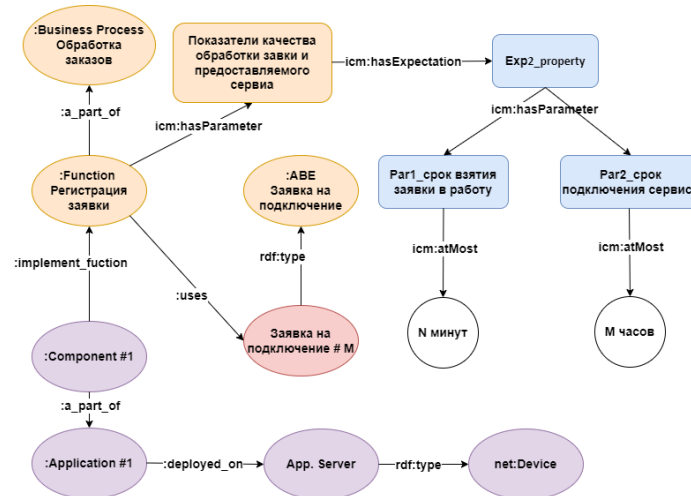 :Business Process
Обработка
заказов
Показатели качества
обработки завки и
предоставляемого
сервиа
icm:hasExpectation
Exp2_property
:a_part_of
icm:hasParameter
icm:hasParameter
:Function
Регистрация
заявки
:ABE
Заявка на
подключение
Par1_срок взятия
заявки в работу
Par2_срок
подключения сервис
:implement_fuction
rdf:type
icm:atMost
icm:atMost
:uses
:Component #1
Заявка на
подключение # M
N минут
M часов
:a_part_of
:Application #1
:deployed_on
App. Server
rdf:type
net:Device